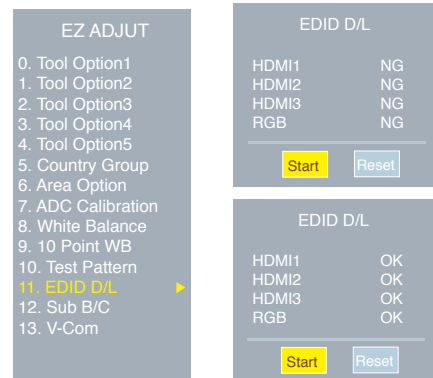 EZ ADJUT
0. Tool Option1
1. Tool Option2
2. Tool Option3
3. Tool Option4
4. Tool Option5
5. Country Group
6. Area Option
7. ADC Calibration
8. White Balance
9. 10 Point WB
10. Test Pattern
11. EDID D/L ▶
12. Sub B/C
13. V-Com
EDID D/L
HDMI1 NG
HDMI2 NG
HDMI3 NG
RGB NG
Start Reset
EDID D/L
HDMI1 OK
HDMI2 OK
HDMI3 OK
RGB OK
Start Reset